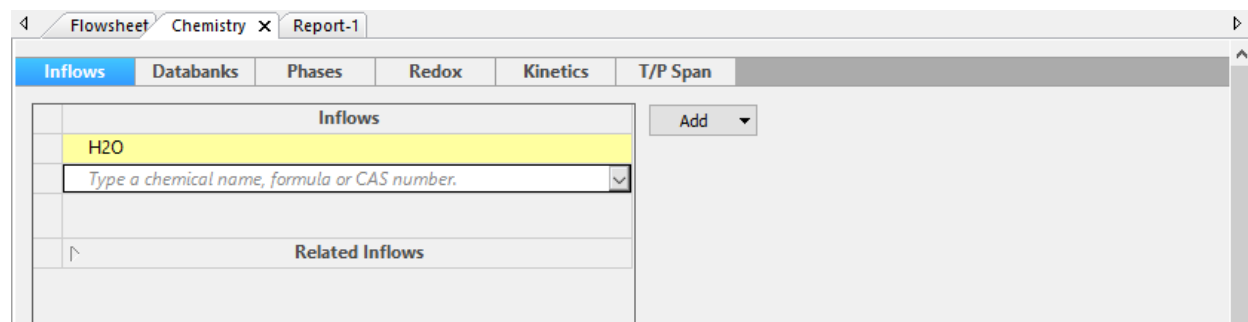 Flowsheet Chemistry Report-1
Inflows Databanks Phases Redox Kinetics T/P Span
Inflows
Add
H2O
Type a chemical name, formula or CAS number.
Related Inflows